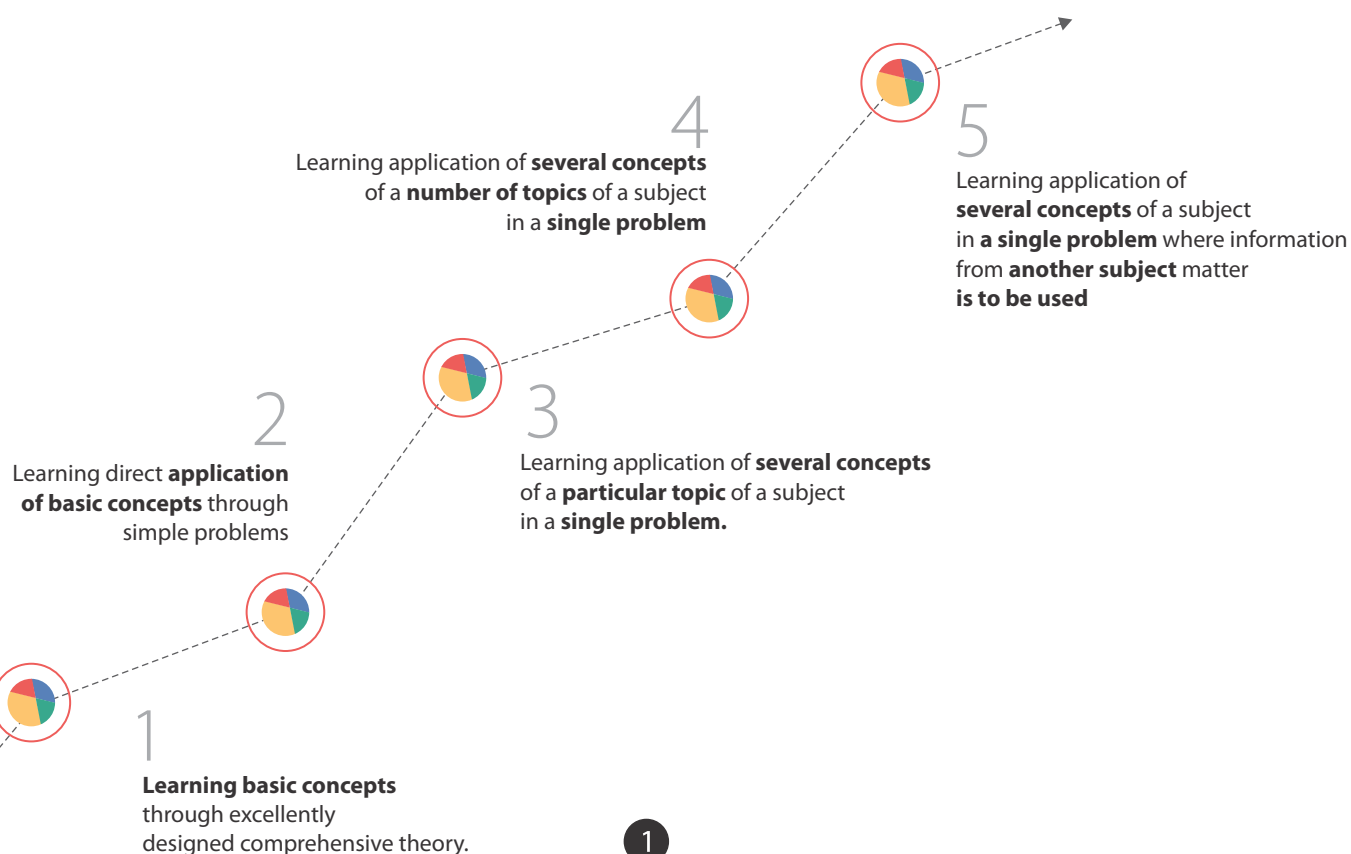 4
Learning application of several concepts
of a number of topics of a subject
in a single problem
5
Learning application of
several concepts of a subject
in a single problem where information
from another subject matter
is to be used
2
Learning direct application
of basic concepts through
simple problems
3
Learning application of several concepts
of a particular topic of a subject
in a single problem.
1
Learning basic concepts
through excellently
designed comprehensive theory.
1